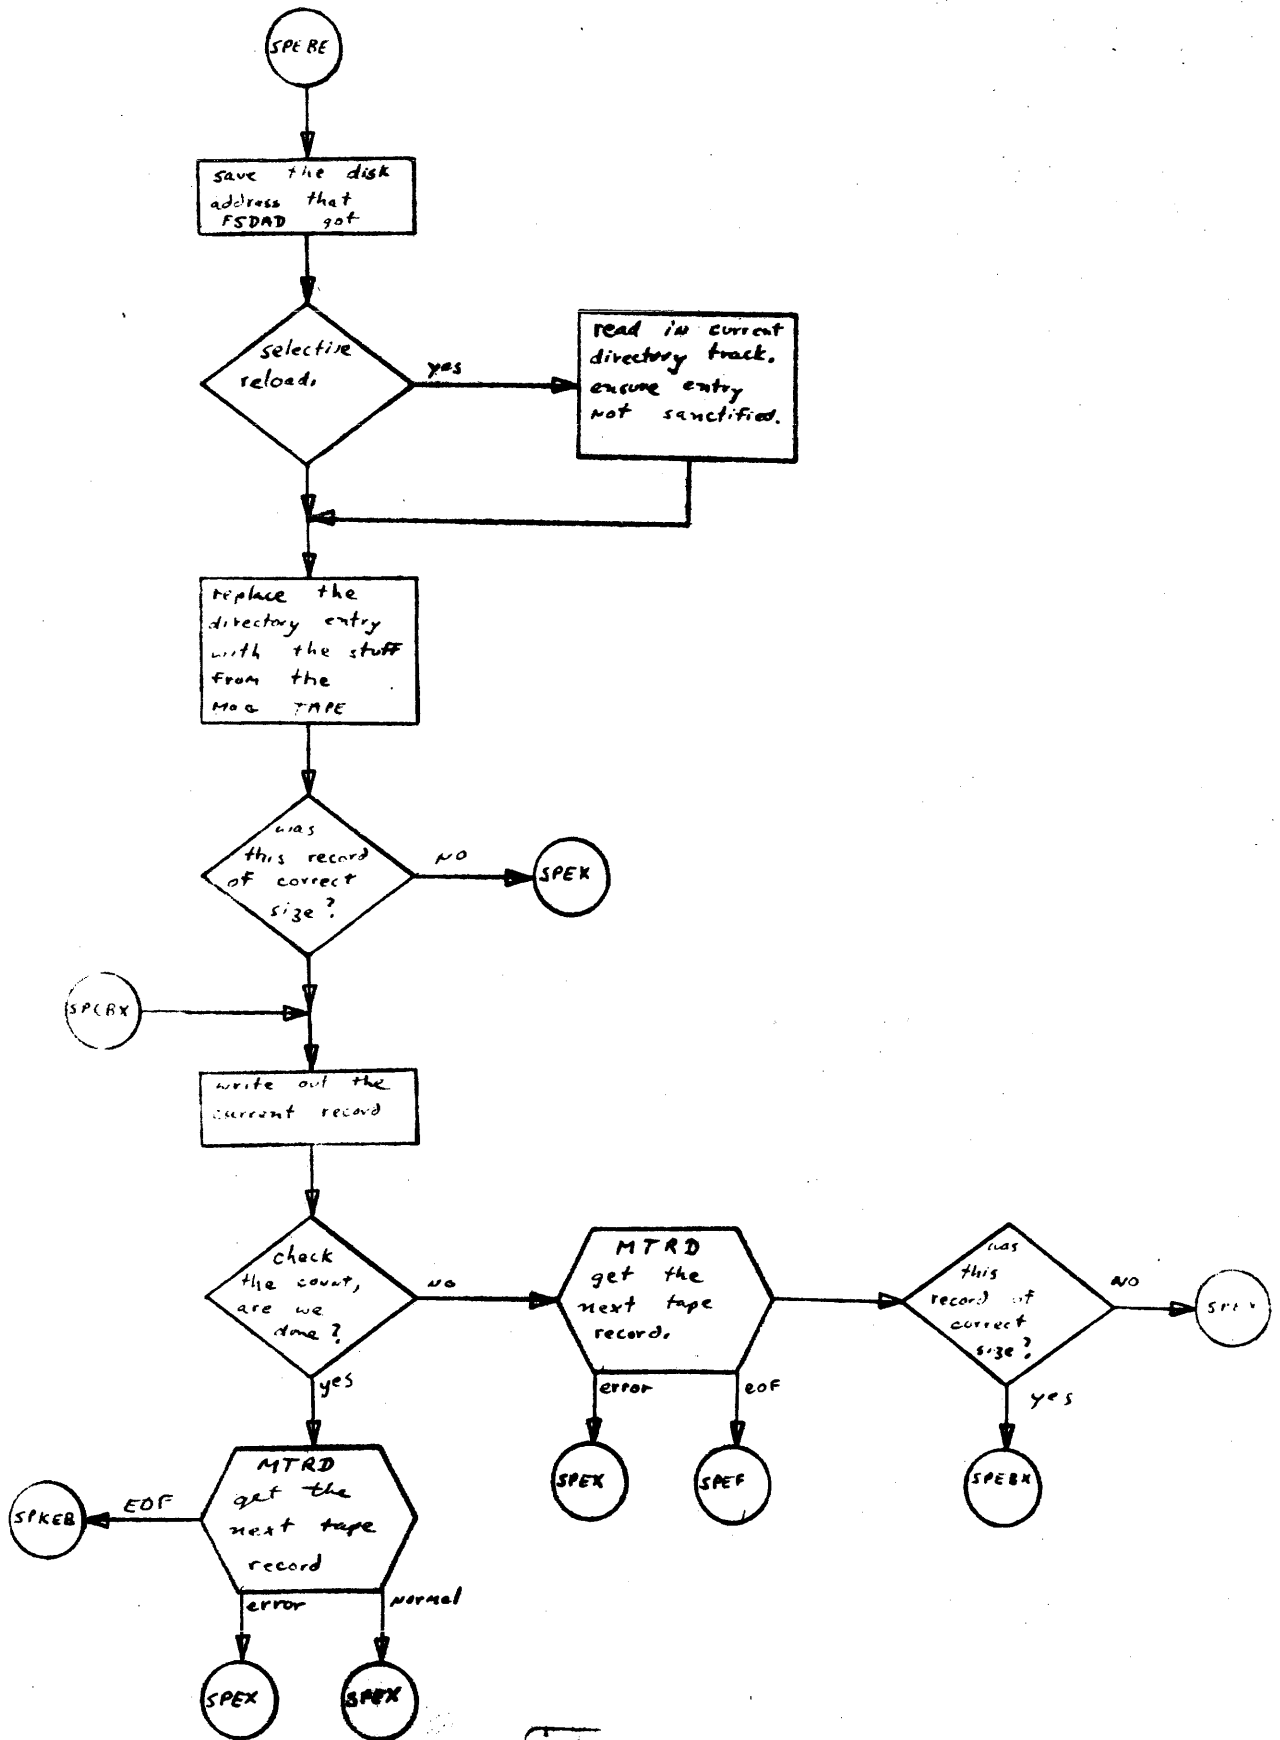 SPEBE
save the disk
address that
FSDAD got
selective
reload.
yes
read in current
directory track.
ensure entry
not sanctified.
replace the
directory entry
with the stuff
from the
MAG TAPE
was
this record
of correct
size?
NO
SPEX
SPEBX
write out the
current record
check
the count,
are we
done?
NO
MTRD
get the
next tape
record.
was
this
record of
correct
size?
NO
SPEX
yes
error
EOF
yes
SPEX
SPEF
SPEBX
MTRD
get the
next tape
record
EOF
SPKEB
error
normal
SPEX
SPEX